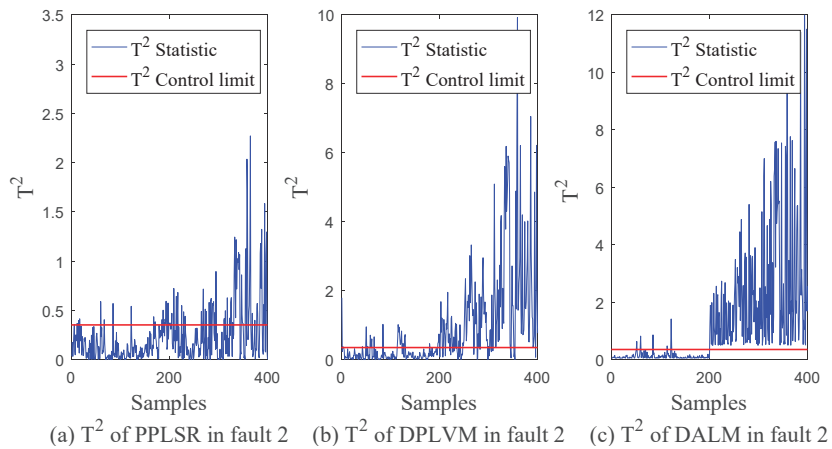 3.5
3
2.5
2
1.5
1
0.5
0
0
200
400
T² Statistic
T² Control limit
T²
Samples
(a) T² of PPLSR in fault 2
10
8
6
4
2
0
0
200
400
T² Statistic
T² Control limit
T²
Samples
(b) T² of DPLVM in fault 2
12
10
8
6
4
2
0
0
200
400
T² Statistic
T² Control limit
T²
Samples
(c) T² of DALM in fault 2